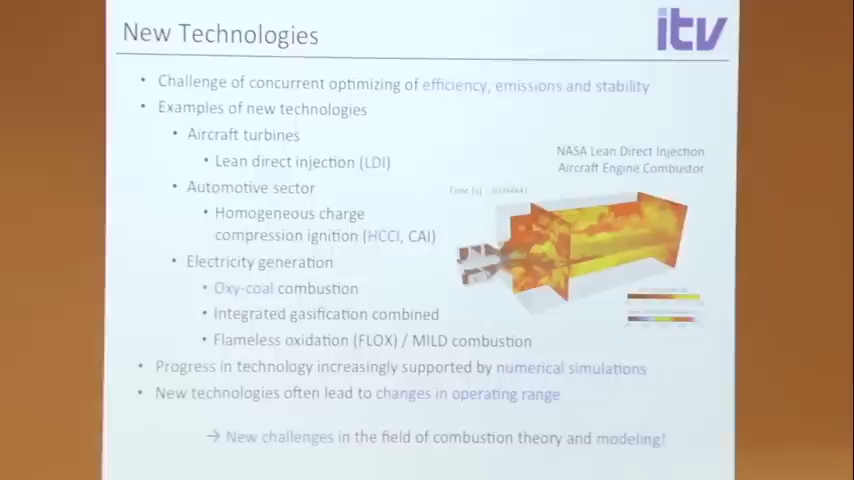 New Technologies
itv
• Challenge of concurrent optimizing of efficiency, emissions and stability
• Examples of new technologies
• Aircraft turbines
• Lean direct injection (LDI)
• Automotive sector
• Homogeneous charge
compression ignition (HCCI, CAI)
• Electricity generation
• Oxy-coal combustion
• Integrated gasification combined
• Flameless oxidation (FLOX) / MILD combustion
NASA Lean Direct Injection
Aircraft Engine Combustor
Time [s]
• Progress in technology increasingly supported by numerical simulations
• New technologies often lead to changes in operating range
→ New challenges in the field of combustion theory and modeling!